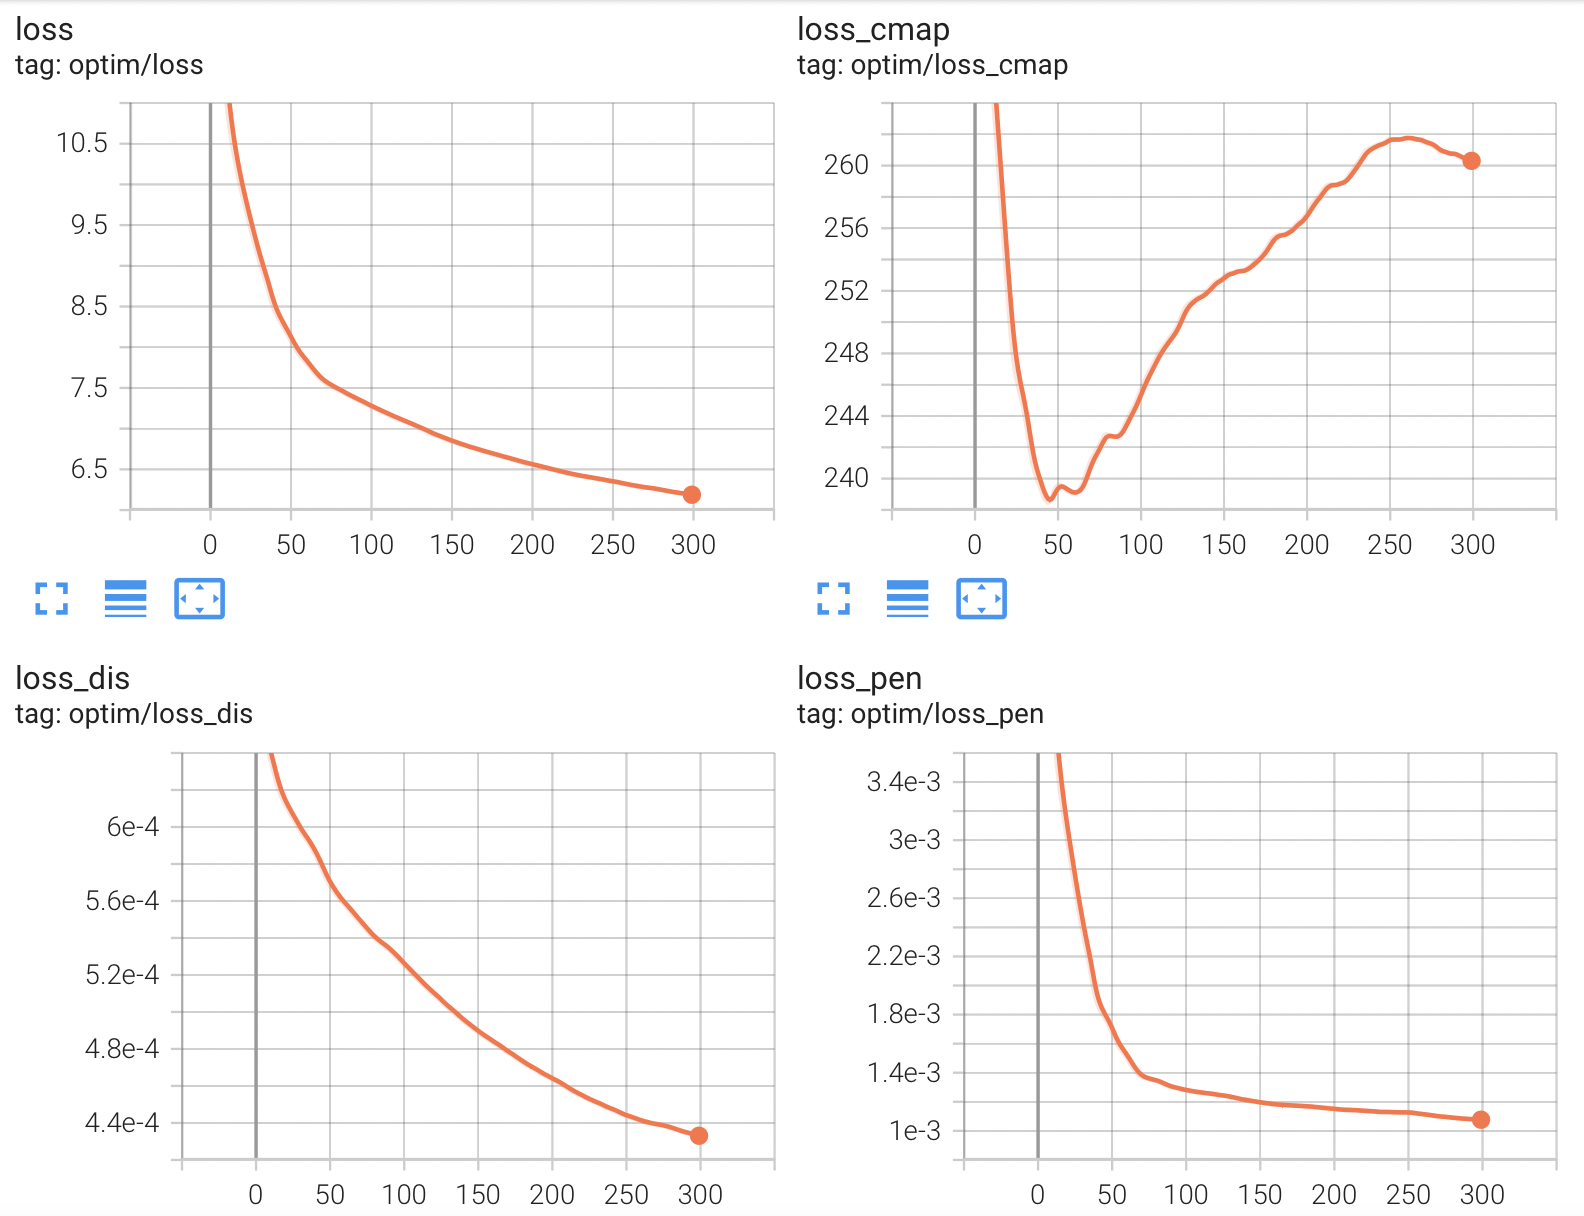 loss
tag: optim/loss
10.5
9.5
8.5
7.5
6.5
0 50 100 150 200 250 300
loss_cmap
tag: optim/loss_cmap
260
256
252
248
244
240
0 50 100 150 200 250 300
loss_dis
tag: optim/loss_dis
6e-4
5.6e-4
5.2e-4
4.8e-4
4.4e-4
0 50 100 150 200 250 300
loss_pen
tag: optim/loss_pen
3.4e-3
3e-3
2.6e-3
2.2e-3
1.8e-3
1.4e-3
1e-3
0 50 100 150 200 250 300